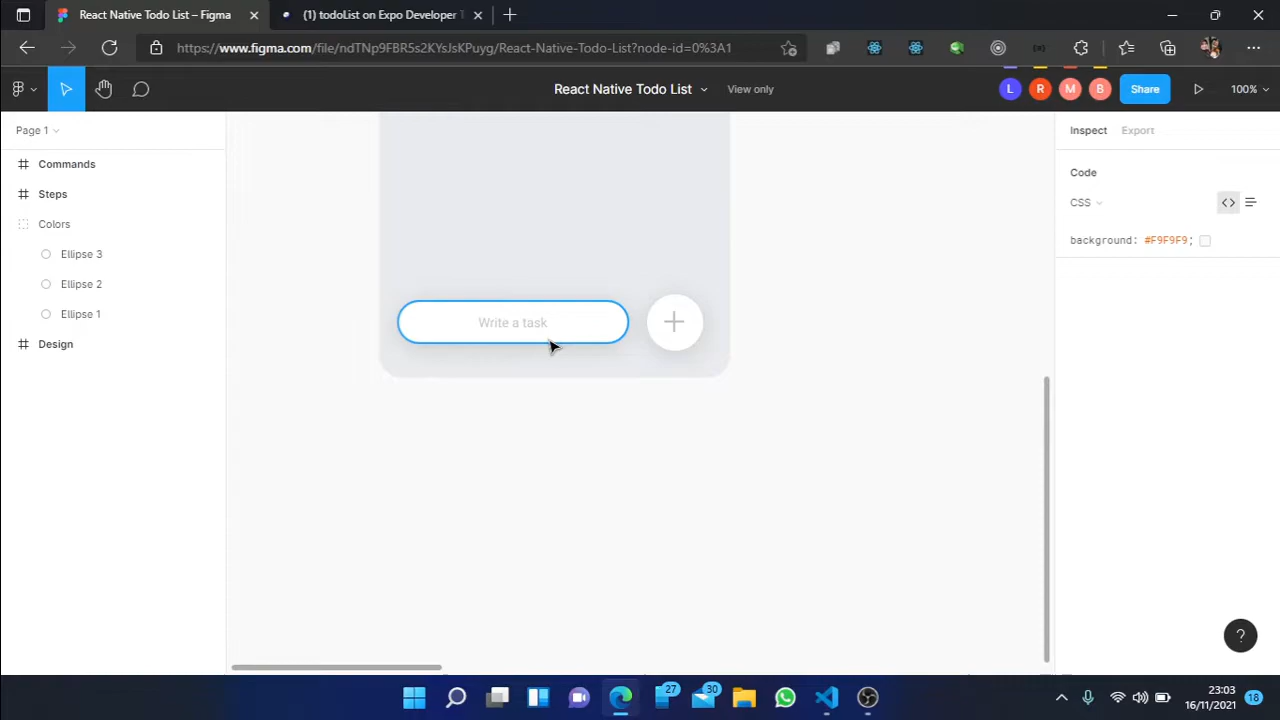 React Native Todo List – Figma
(1) todoList on Expo Developer T
https://www.figma.com/file/ndTNp9FBR5s2KYsJsKPuyg/React-Native-Todo-List?node-id=0%3A1
React Native Todo List
View only
L
R
M
B
Share
100%
Page 1
Inspect
Export
Commands
Steps
Colors
Ellipse 3
Ellipse 2
Ellipse 1
Design
Code
CSS
background: #F9F9F9;
Write a task
?
27
30
23:03
16/11/2021
18